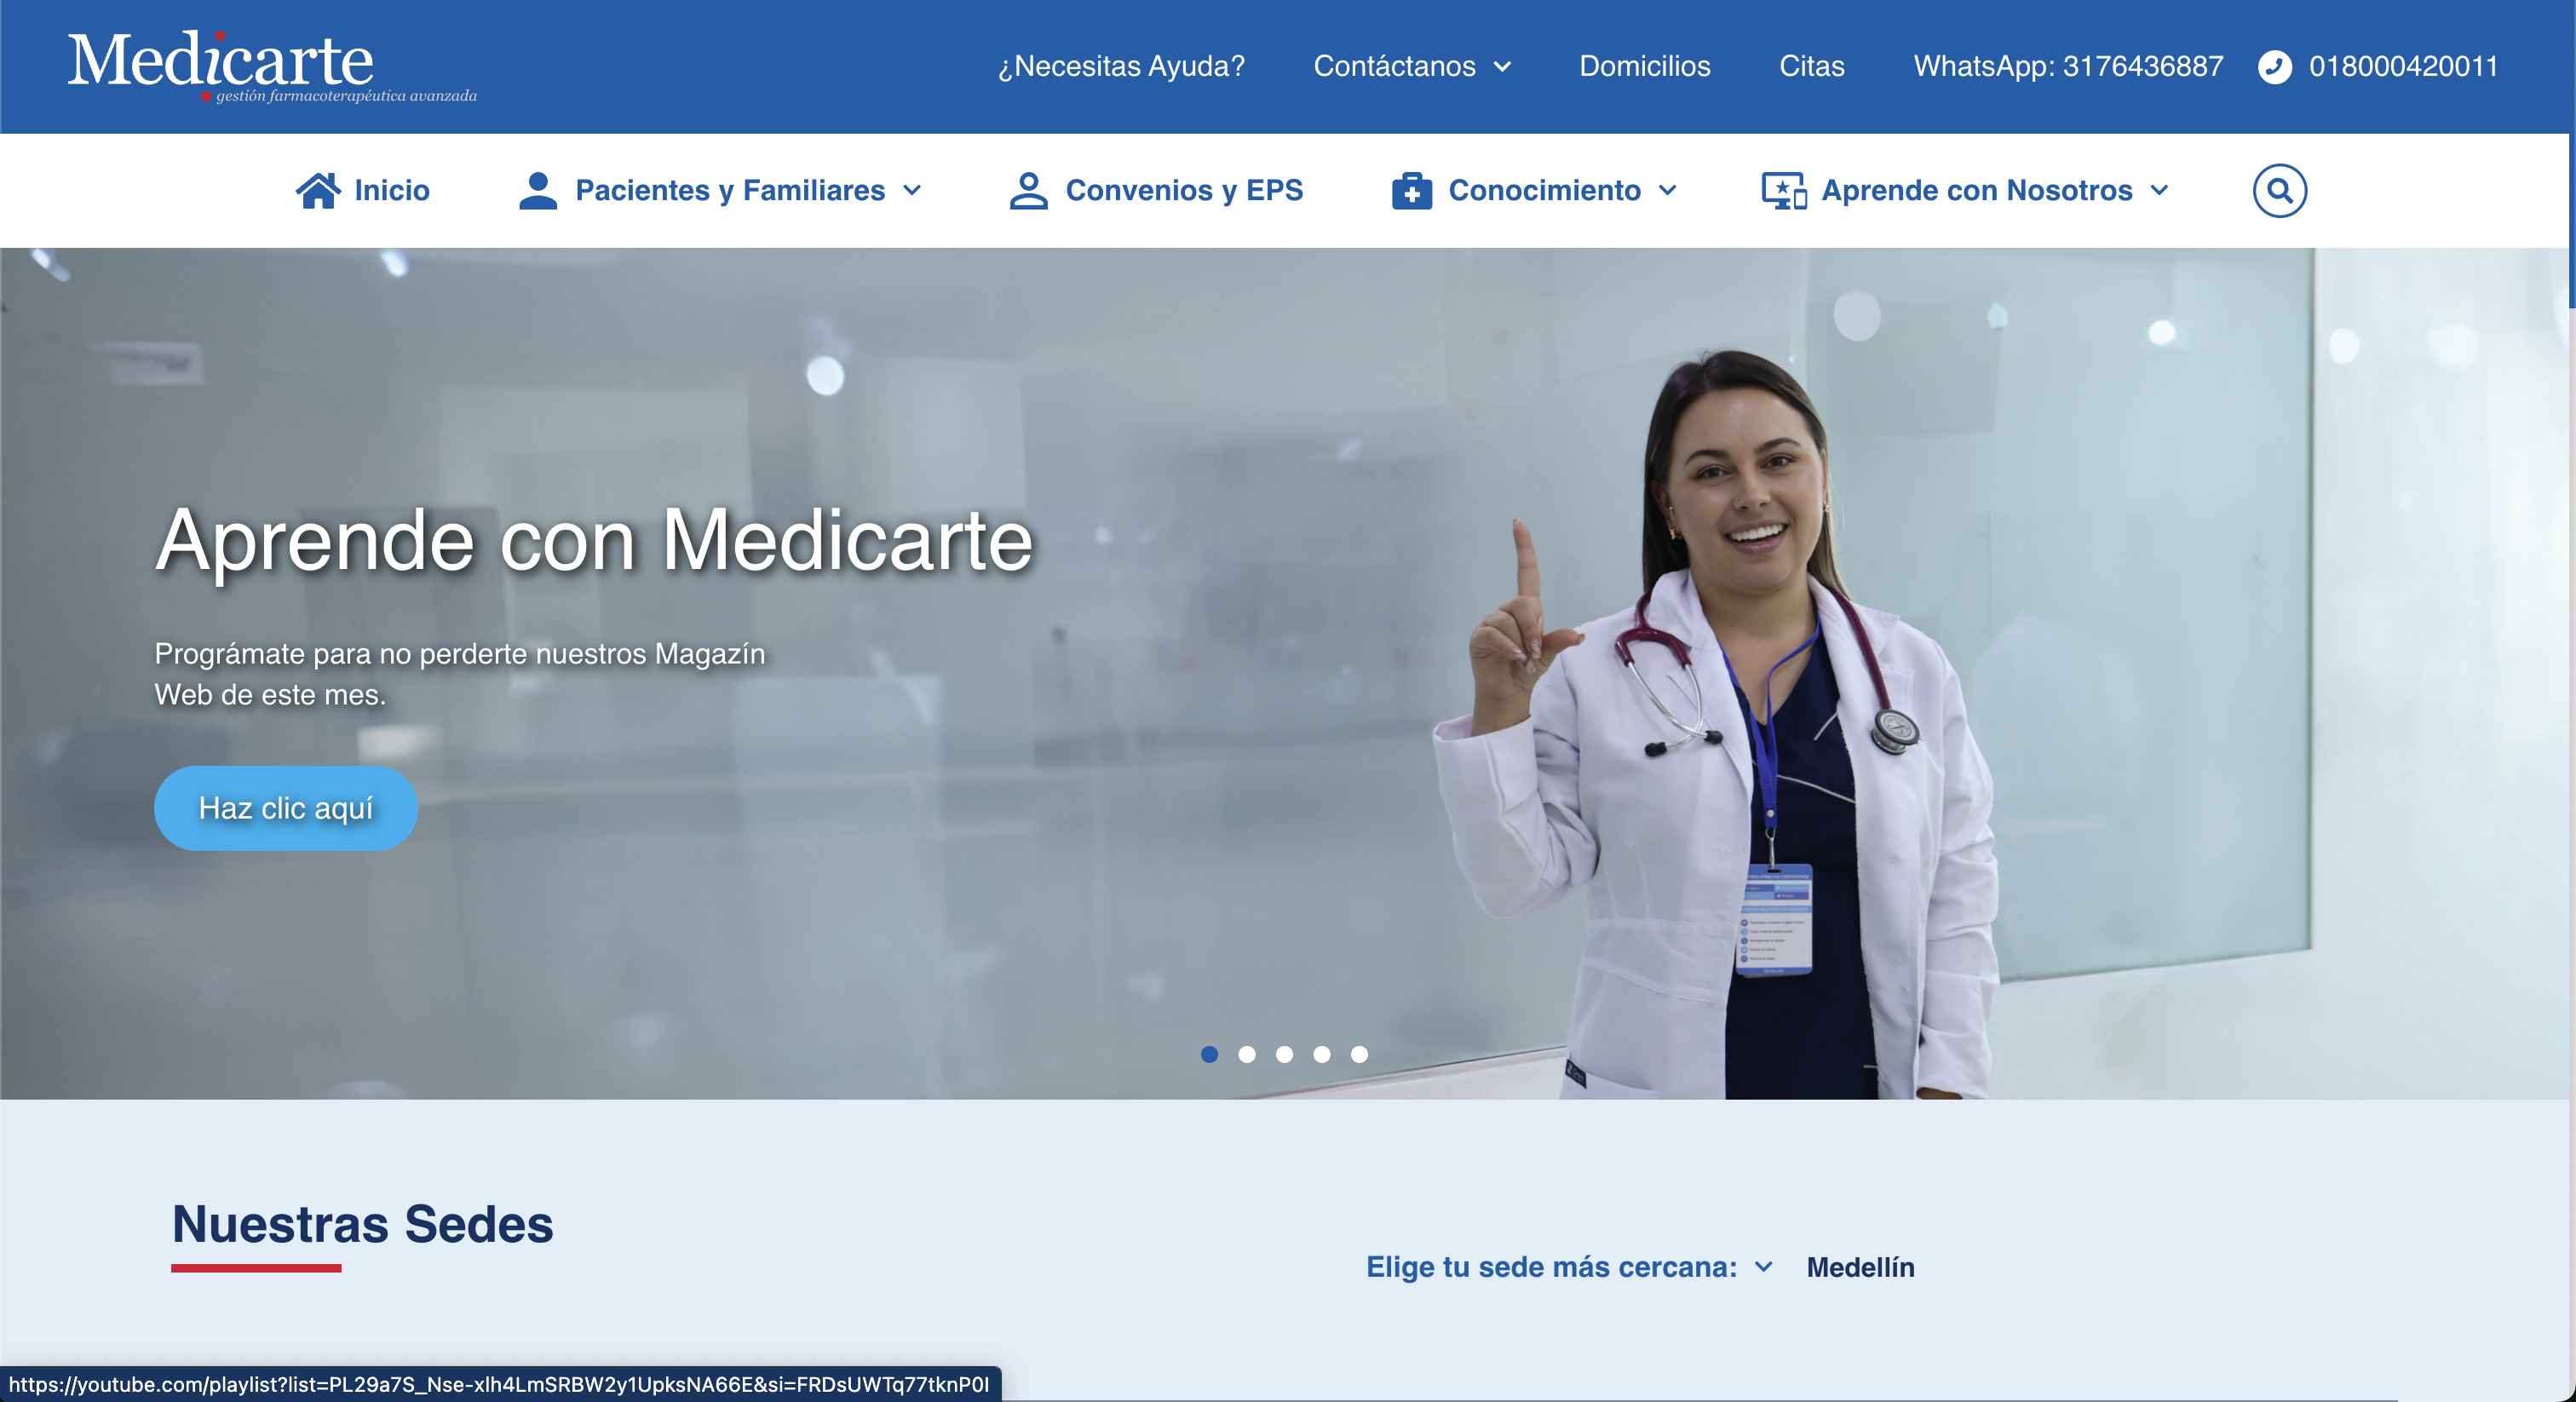 Medicarte
gestión farmacoterapéutica avanzada
¿Necesitas Ayuda?
Contáctanos
Domicilios
Citas
WhatsApp: 3176436887
018000420011
Inicio
Pacientes y Familiares
Convenios y EPS
Conocimiento
Aprende con Nosotros
Aprende con Medicarte
Prográmate para no perderte nuestros Magazín
Web de este mes.
Haz clic aquí
Nuestras Sedes
Elige tu sede más cercana:
Medellín
https://youtube.com/playlist?list=PL29a7S_Nse-xlh4LmSRBW2y1UpksNA66E&si=FRDsUWTq77tknP0I